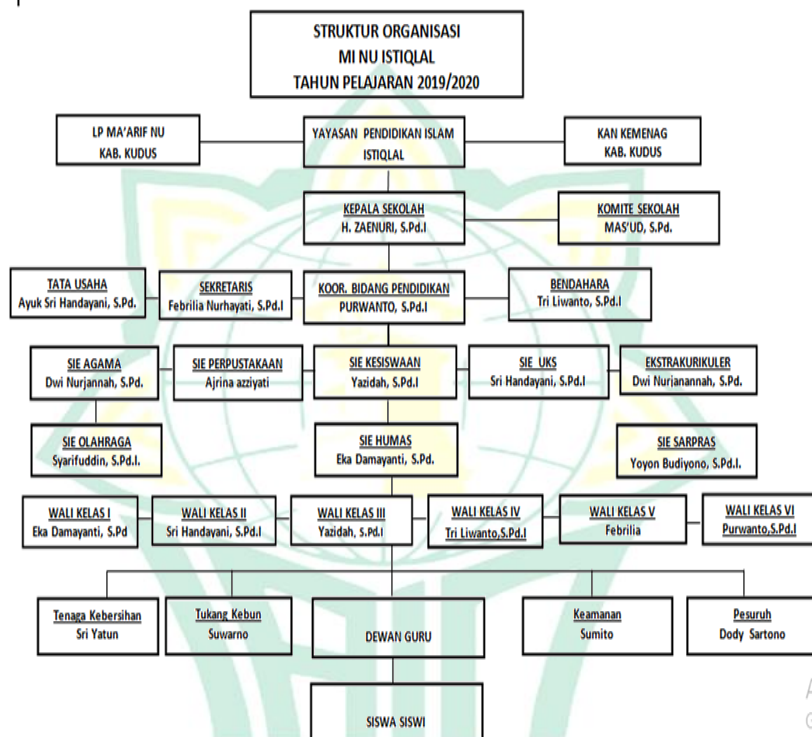 STRUKTUR ORGANISASI
MI NU ISTIQLAL
TAHUN PELAJARAN 2019/2020
LP MA'ARIF NU
KAB. KUDUS
YAYASAN PENDIDIKAN ISLAM
ISTIQLAL
KAN KEMENAG
KAB. KUDUS
KEPALA SEKOLAH
H. ZAENURI, S.Pd.I
KOMITE SEKOLAH
MAS'UD, S.Pd.
TATA USAHA
Ayuk Sri Handayani, S.Pd.
SEKRETARIS
Febrilia Nurhayati, S.Pd.I
KOOR. BIDANG PENDIDIKAN
PURWANTO, S.Pd.I
BENDAHARA
Tri Liwanto, S.Pd.I
SIE AGAMA
Dwi Nurjannah, S.Pd.
SIE PERPUSTAKAAN
Ajrina azziyati
SIE KESISWAAN
Yazidah, S.Pd.I
SIE UKS
Sri Handayani, S.Pd.I
EKSTRAKURIKULER
Dwi Nurjanannah, S.Pd.
SIE OLAHRAGA
Syarifuddin, S.Pd.I.
SIE HUMAS
Eka Damayanti, S.Pd.
SIE SARPRAS
Yoyon Budiyono, S.Pd.I.
WALI KELAS I
Eka Damayanti, S.Pd
WALI KELAS II
Sri Handayani, S.Pd.I
WALI KELAS III
Yazidah, S.Pd.I
WALI KELAS IV
Tri Liwanto,S.Pd.I
WALI KELAS V
Febrilia
WALI KELAS VI
Purwanto,S.Pd.I
Tenaga Kebersihan
Sri Yatun
Tukang Kebun
Suwarno
DEWAN GURU
Keamanan
Sumito
Pesuruh
Dody Sartono
SISWA SISWI